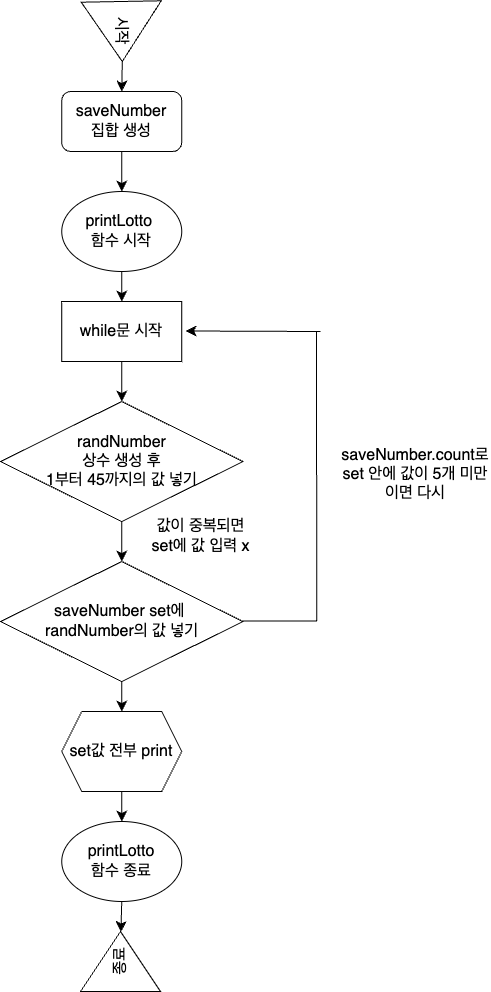 시작
saveNumber
집합 생성
printLotto
함수 시작
while문 시작
randNumber
상수 생성 후
1부터 45까지의 값 넣기
saveNumber.count로
set 안에 값이 5개 미만
이면 다시
값이 중복되면
set에 값 입력 x
saveNumber set에
randNumber의 값 넣기
set값 전부 print
printLotto
함수 종료
종료